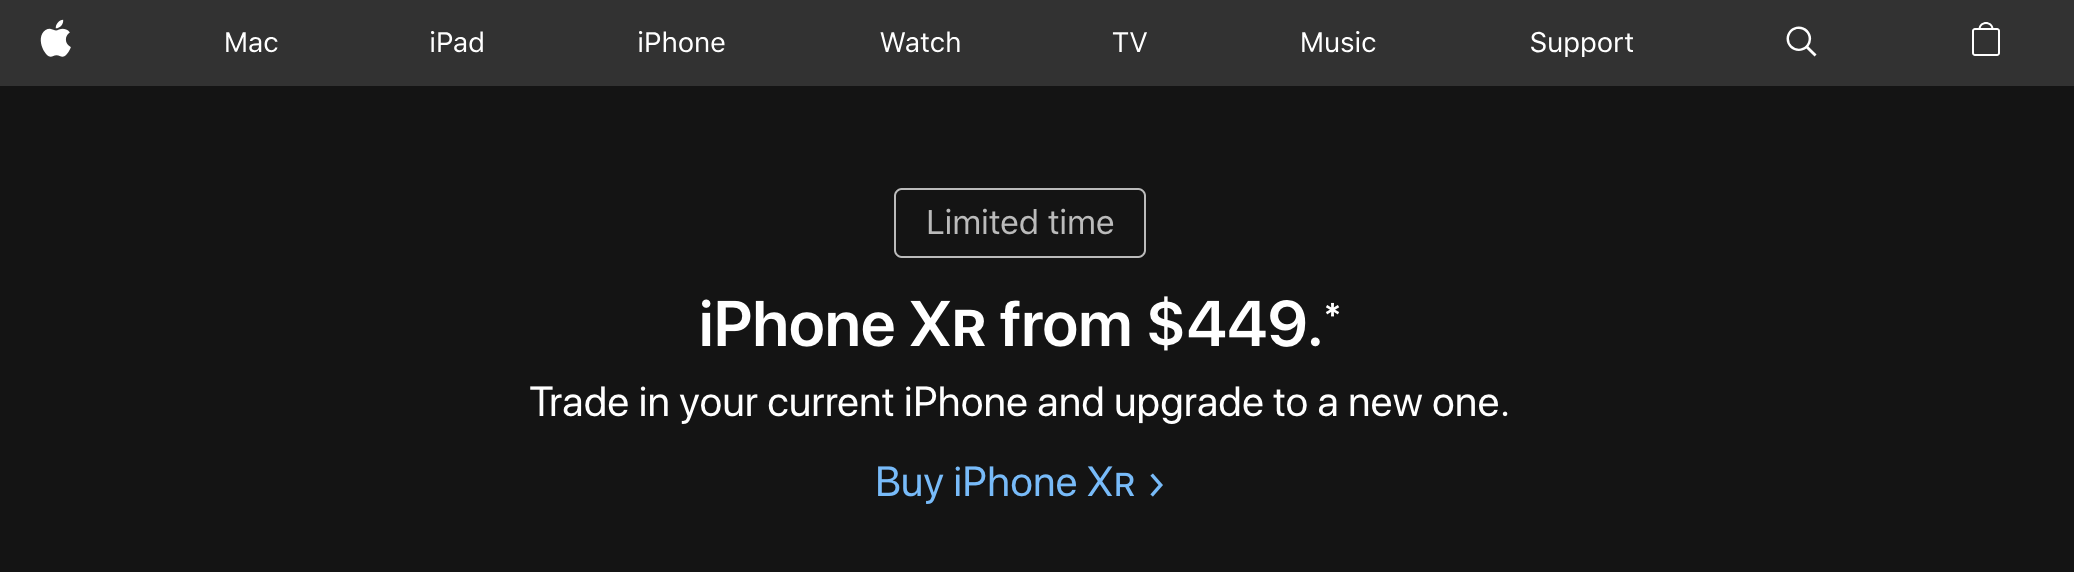 Mac iPad iPhone Watch TV Music Support
Limited time
iPhone XR from $449.*
Trade in your current iPhone and upgrade to a new one.
Buy iPhone XR >